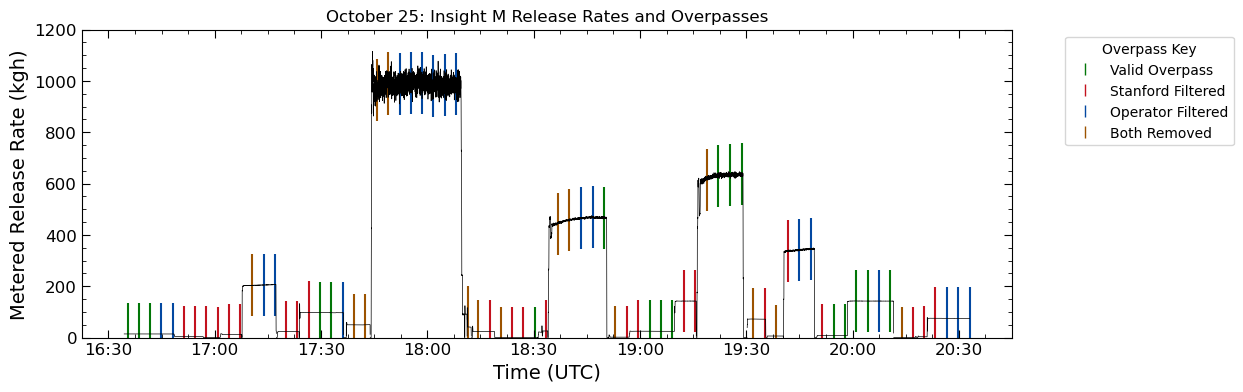 October 25: Insight M Release Rates and Overpasses
Metered Release Rate (kgh)
1200
1000
800
600
400
200
0
16:30 17:00 17:30 18:00 18:30 19:00 19:30 20:00 20:30
Time (UTC)
Overpass Key
Valid Overpass
Stanford Filtered
Operator Filtered
Both Removed